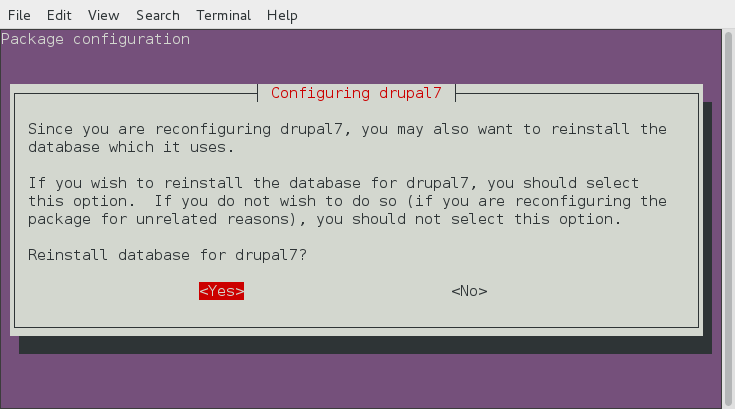 File Edit View Search Terminal Help
Package configuration
Configuring drupal7
Since you are reconfiguring drupal7, you may also want to reinstall the
database which it uses.
If you wish to reinstall the database for drupal7, you should select
this option.  If you do not wish to do so (if you are reconfiguring the
package for unrelated reasons), you should not select this option.
Reinstall database for drupal7?
<Yes> <No>